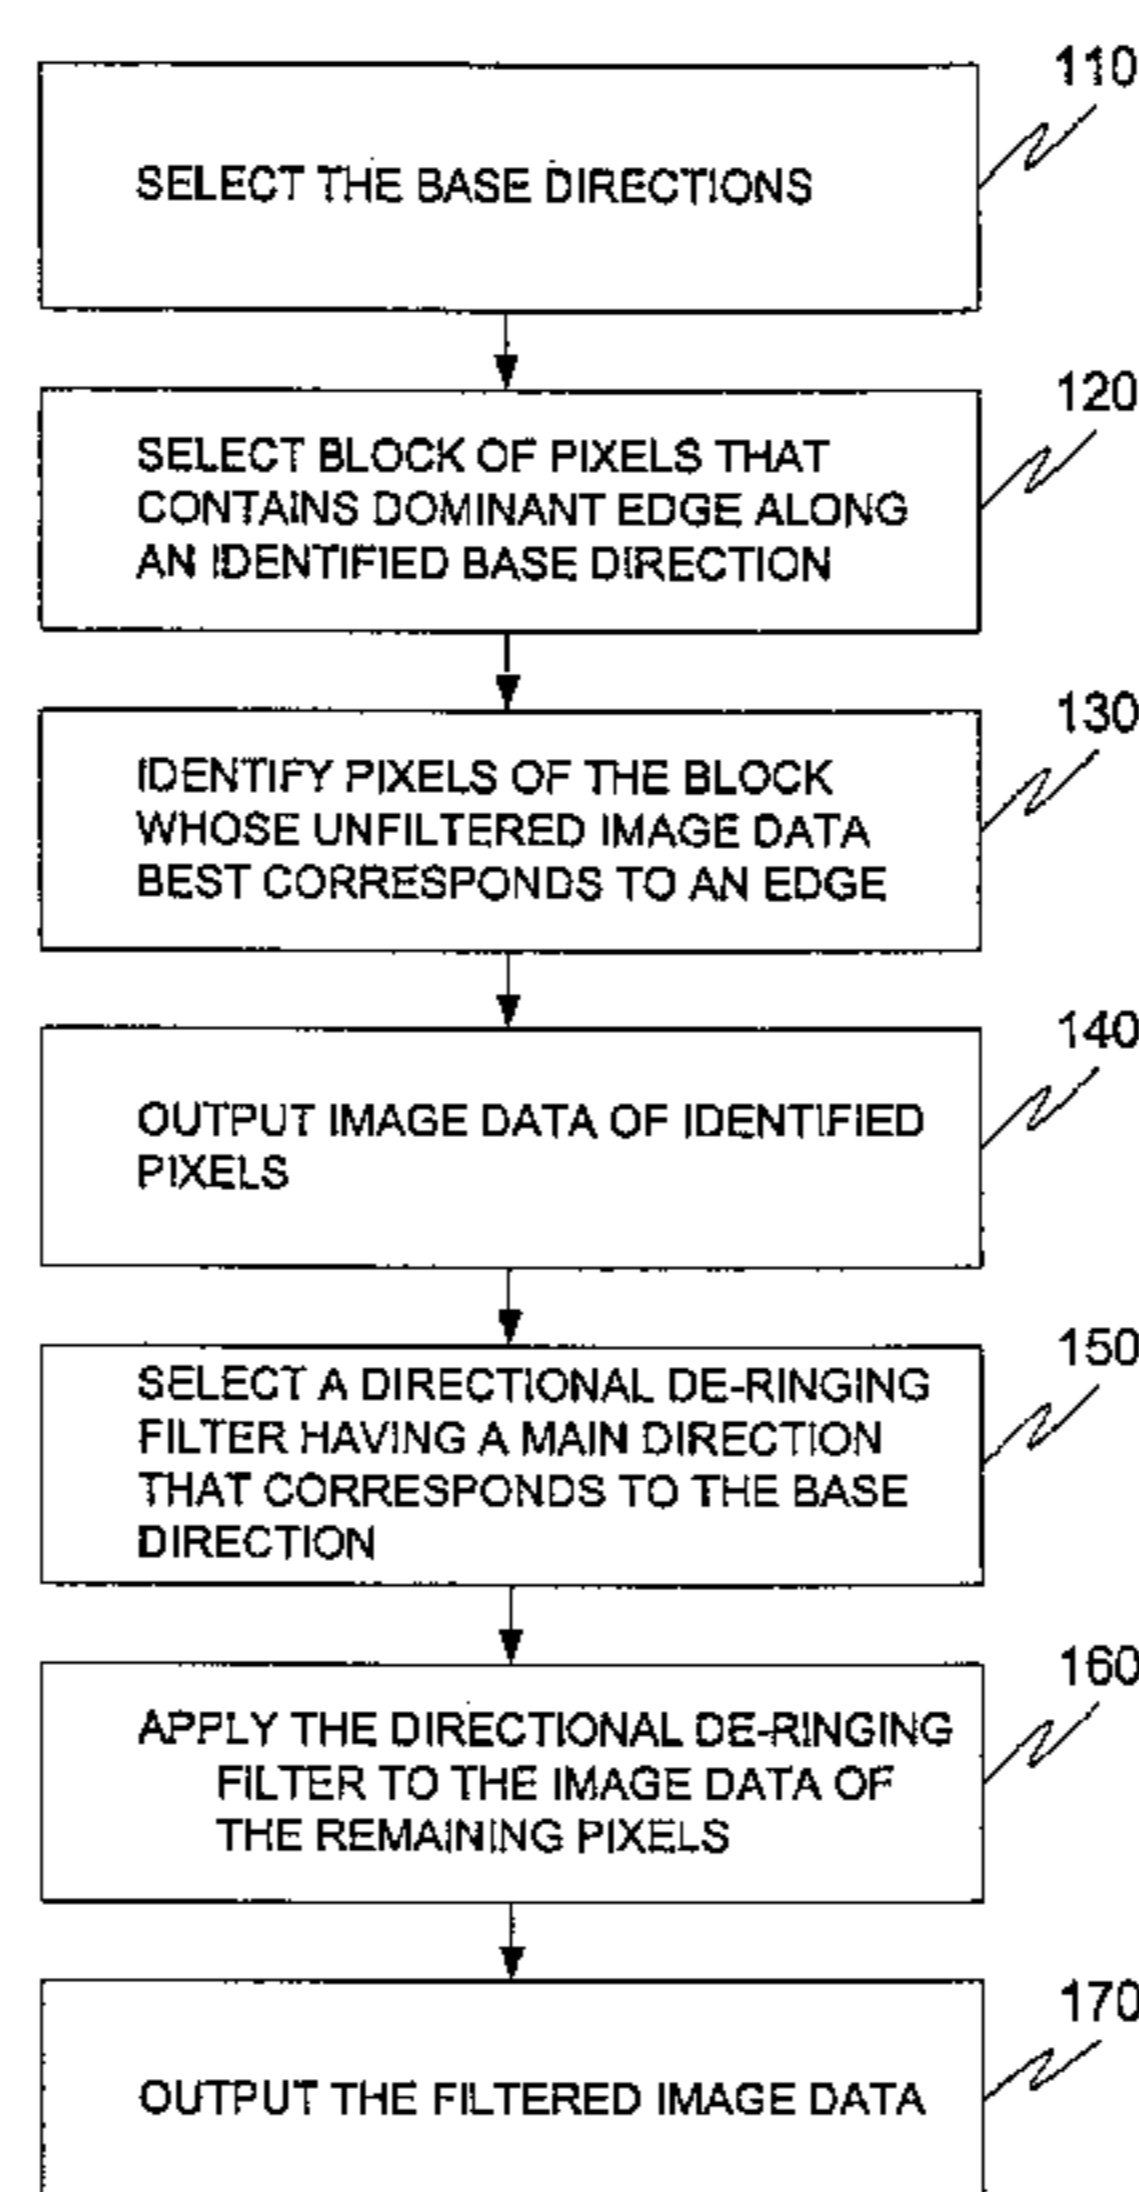 110
SELECT THE BASE DIRECTIONS
120
SELECT BLOCK OF PIXELS THAT
CONTAINS DOMINANT EDGE ALONG
AN IDENTIFIED BASE DIRECTION
130
IDENTIFY PIXELS OF THE BLOCK
WHOSE UNFILTERED IMAGE DATA
BEST CORRESPONDS TO AN EDGE
140
OUTPUT IMAGE DATA OF IDENTIFIED
PIXELS
150
SELECT A DIRECTIONAL DE-RINGING
FILTER HAVING A MAIN DIRECTION
THAT CORRESPONDS TO THE BASE
DIRECTION
160
APPLY THE DIRECTIONAL DE-RINGING
FILTER TO THE IMAGE DATA OF
THE REMAINING PIXELS
170
OUTPUT THE FILTERED IMAGE DATA